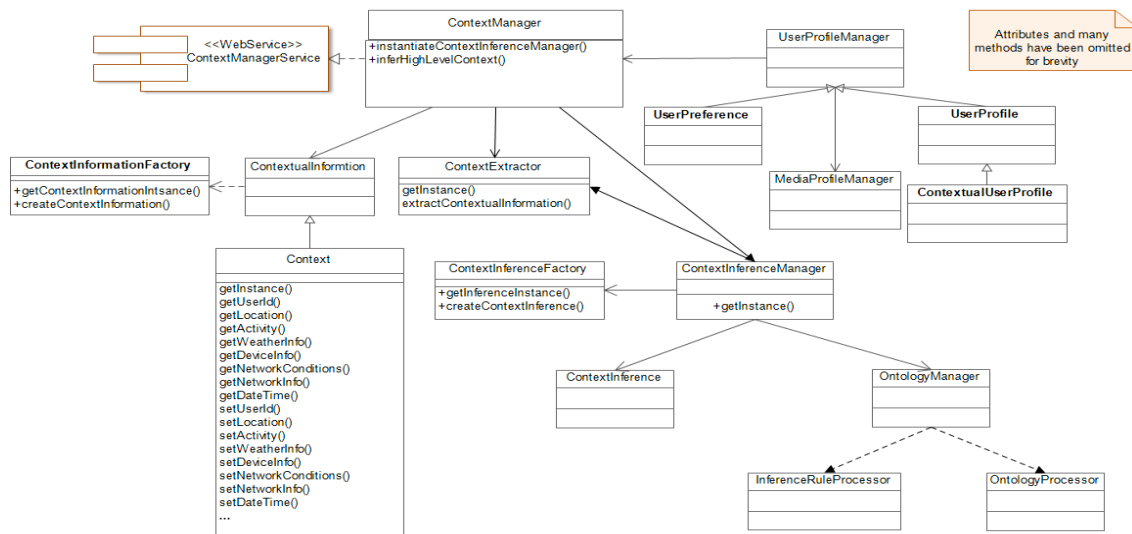 <<WebService>>
ContextManagerService
ContextManager
+instantiateContextInferenceManager()
+inferHighLevelContext()
UserProfileManager
Attributes and many
methods have been omitted
for brevity
UserPreference
UserProfile
ContextInformationFactory
+getContextInformationIntsance()
+createContextInformation()
ContextualInformtion
ContextExtractor
getInstance()
extractContextualInformation()
MediaProfileManager
ContextualUserProfile
Context
getInstance()
getUserId()
getLocation()
getActivity()
getWeatherInfo()
getDeviceInfo()
getNetworkConditions()
getNetworkInfo()
getDateTime()
setUserId()
setLocation()
setActivity()
setWeatherInfo()
setDeviceInfo()
setNetworkConditions()
setNetworkInfo()
setDateTime()
...
ContextInferenceFactory
+getInferenceInstance()
+createContextInference()
ContextInferenceManager
+getInstance()
ContextInference
OntologyManager
InferenceRuleProcessor
OntologyProcessor